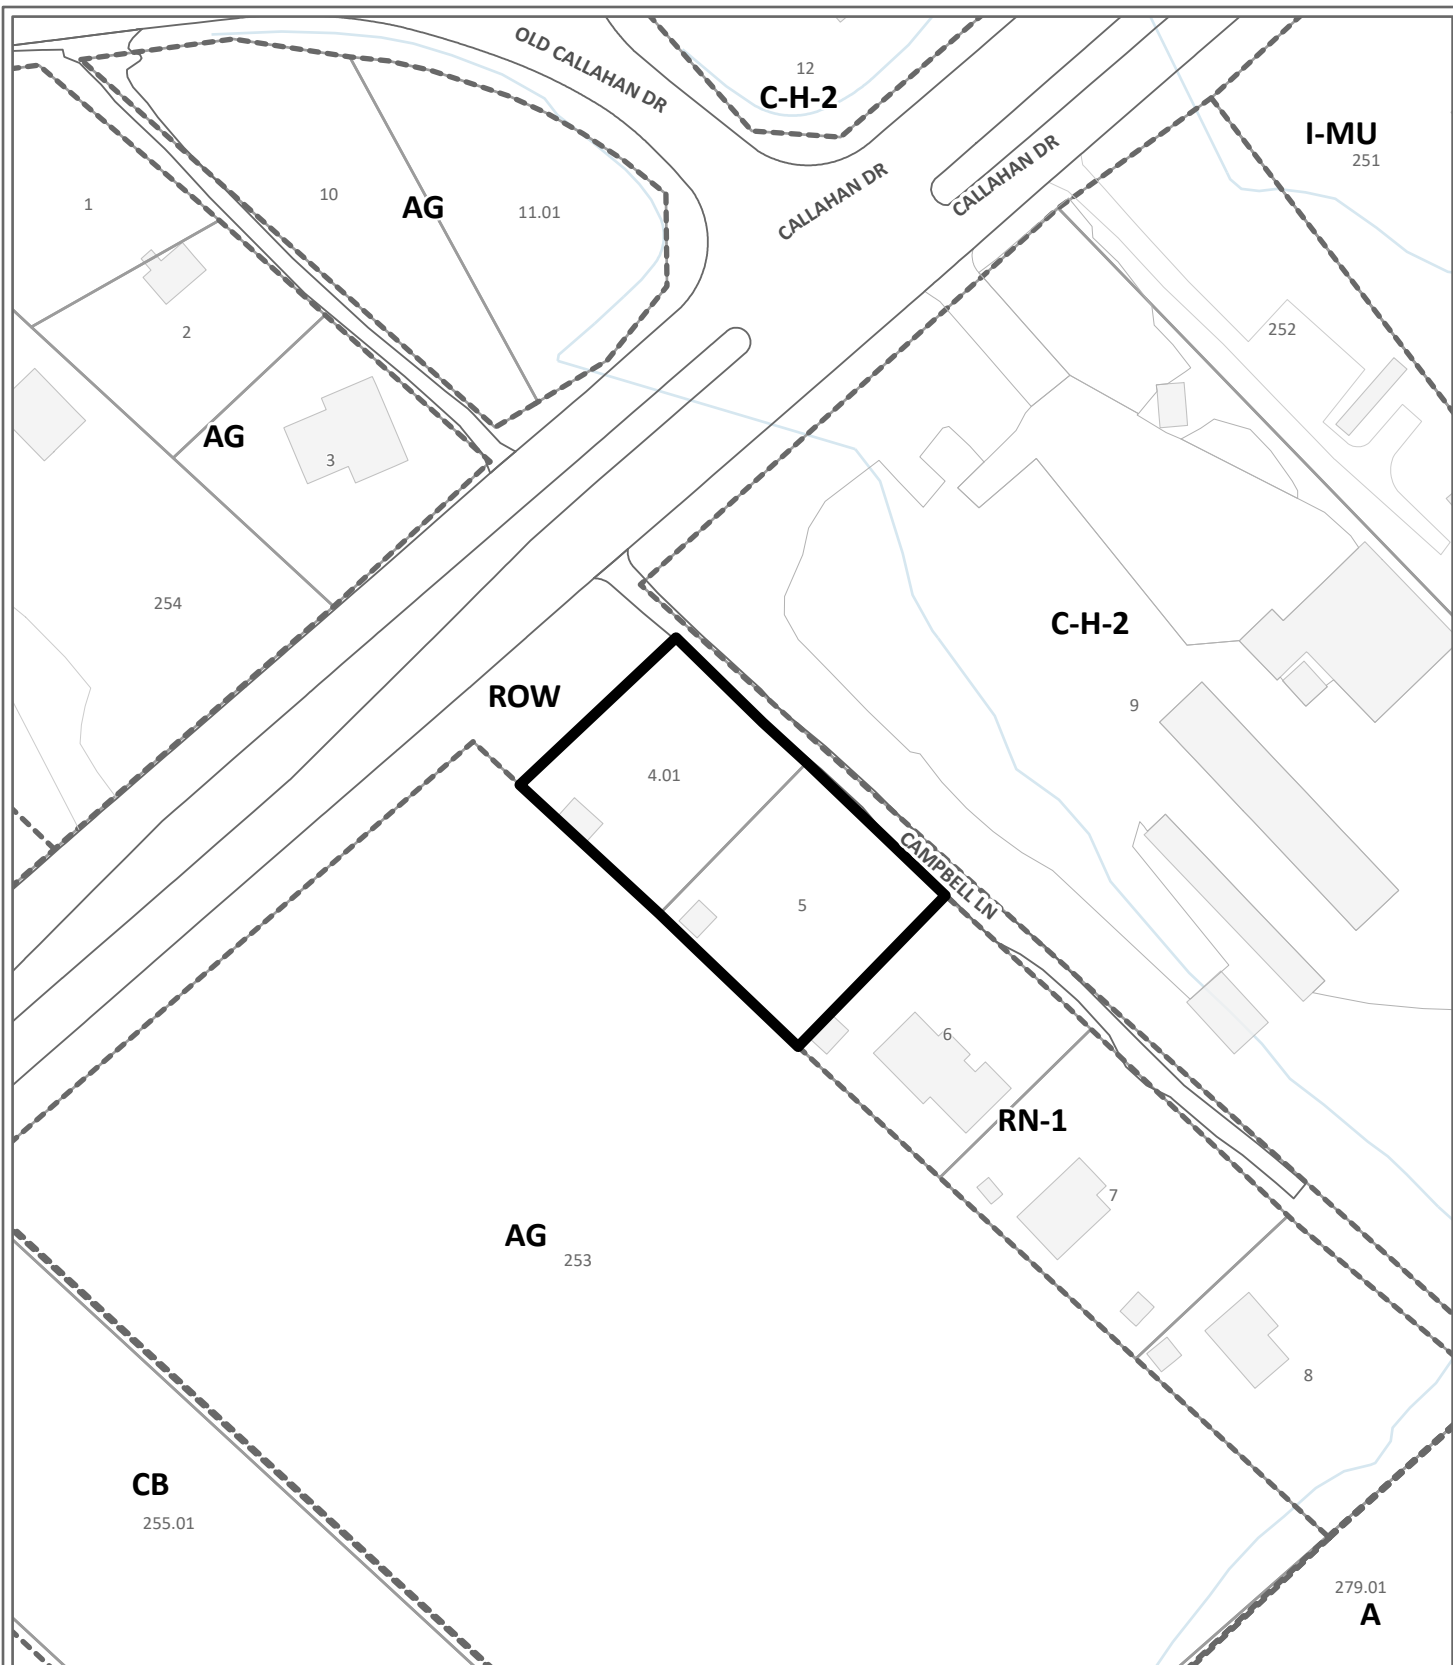 OLD CALLAHAN DR
12
C-H-2
I-MU
251
CALLAHAN DR
CALLAHAN DR
1
10
AG
11.01
2
252
AG
3
254
C-H-2
ROW
9
4.01
CAMPBELL LN
5
6
RN-1
7
AG
253
8
CB
255.01
279.01
A